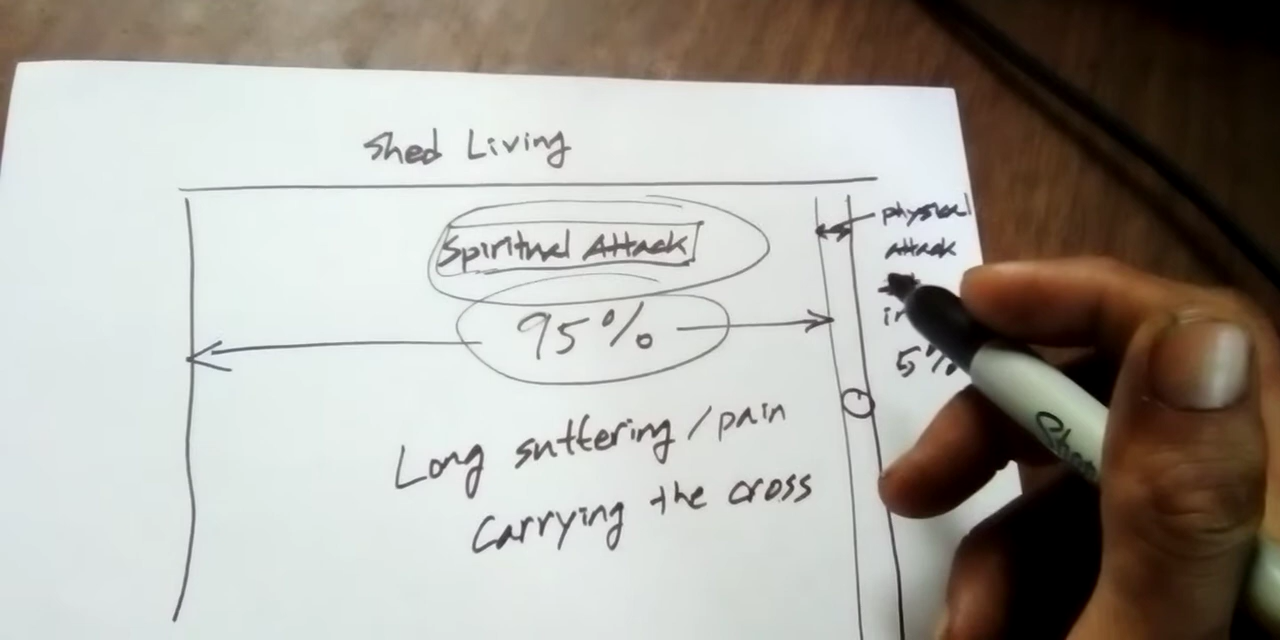 Shed Living
Spiritual Attack
95%
Long suffering/pain
Carrying the cross
physical
Attack
5%